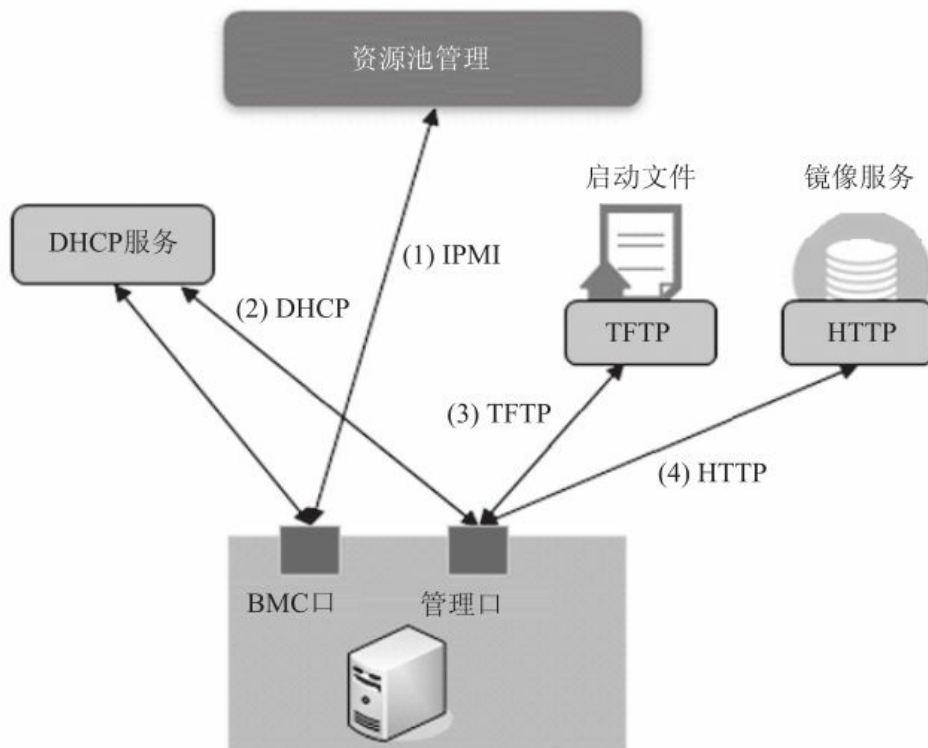 资源池管理
启动文件
镜像服务
DHCP服务
(1) IPMI
(2) DHCP
TFTP
HTTP
(3) TFTP
(4) HTTP
BMC口
管理口